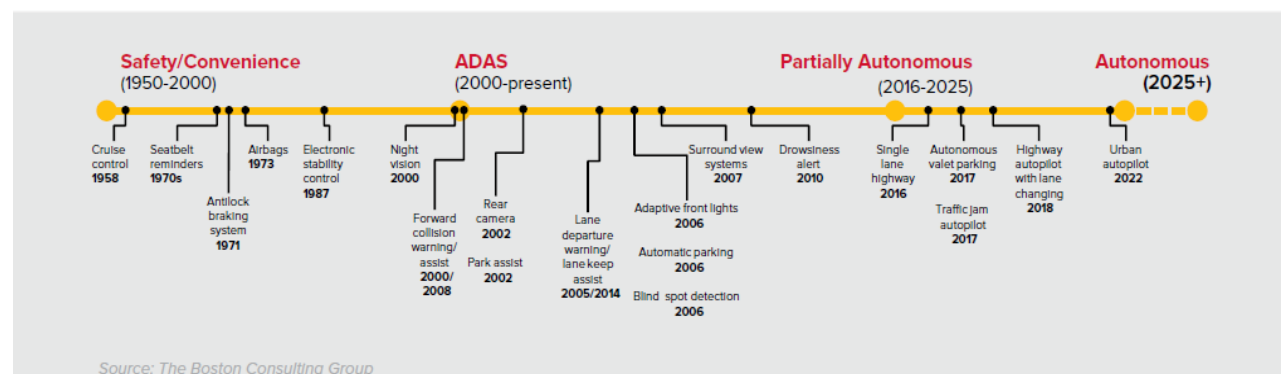 Safety/Convenience
(1950-2000)
ADAS
(2000-present)
Partially Autonomous
(2016-2025)
Autonomous
(2025+)
Cruise
control
1958
Seatbelt
reminders
1970s
Antilock
braking
system
1971
Airbags
1973
Electronic
stability
control
1987
Night
vision
2000
Forward
collision
warning/
assist
2000/
2008
Rear
camera
2002
Park assist
2002
Lane
departure
warning/
lane keep
assist
2005/2014
Adaptive front lights
2006
Automatic parking
2006
Blind spot detection
2006
Surround view
systems
2007
Drowsiness
alert
2010
Single
lane
highway
2016
Autonomous
valet parking
2017
Traffic jam
autopilot
2017
Highway
autopilot
with lane
changing
2018
Urban
autopilot
2022
Source: The Boston Consulting Group